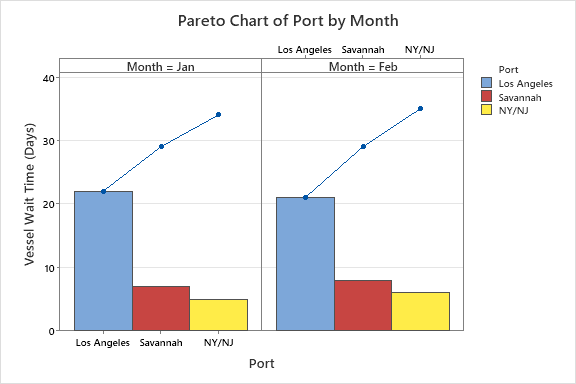 Pareto Chart of Port by Month
Los Angeles Savannah NY/NJ
Month = Jan Month = Feb
Port
Los Angeles
Savannah
NY/NJ
Vessel Wait Time (Days)
40
30
20
10
0
Los Angeles Savannah NY/NJ
Port